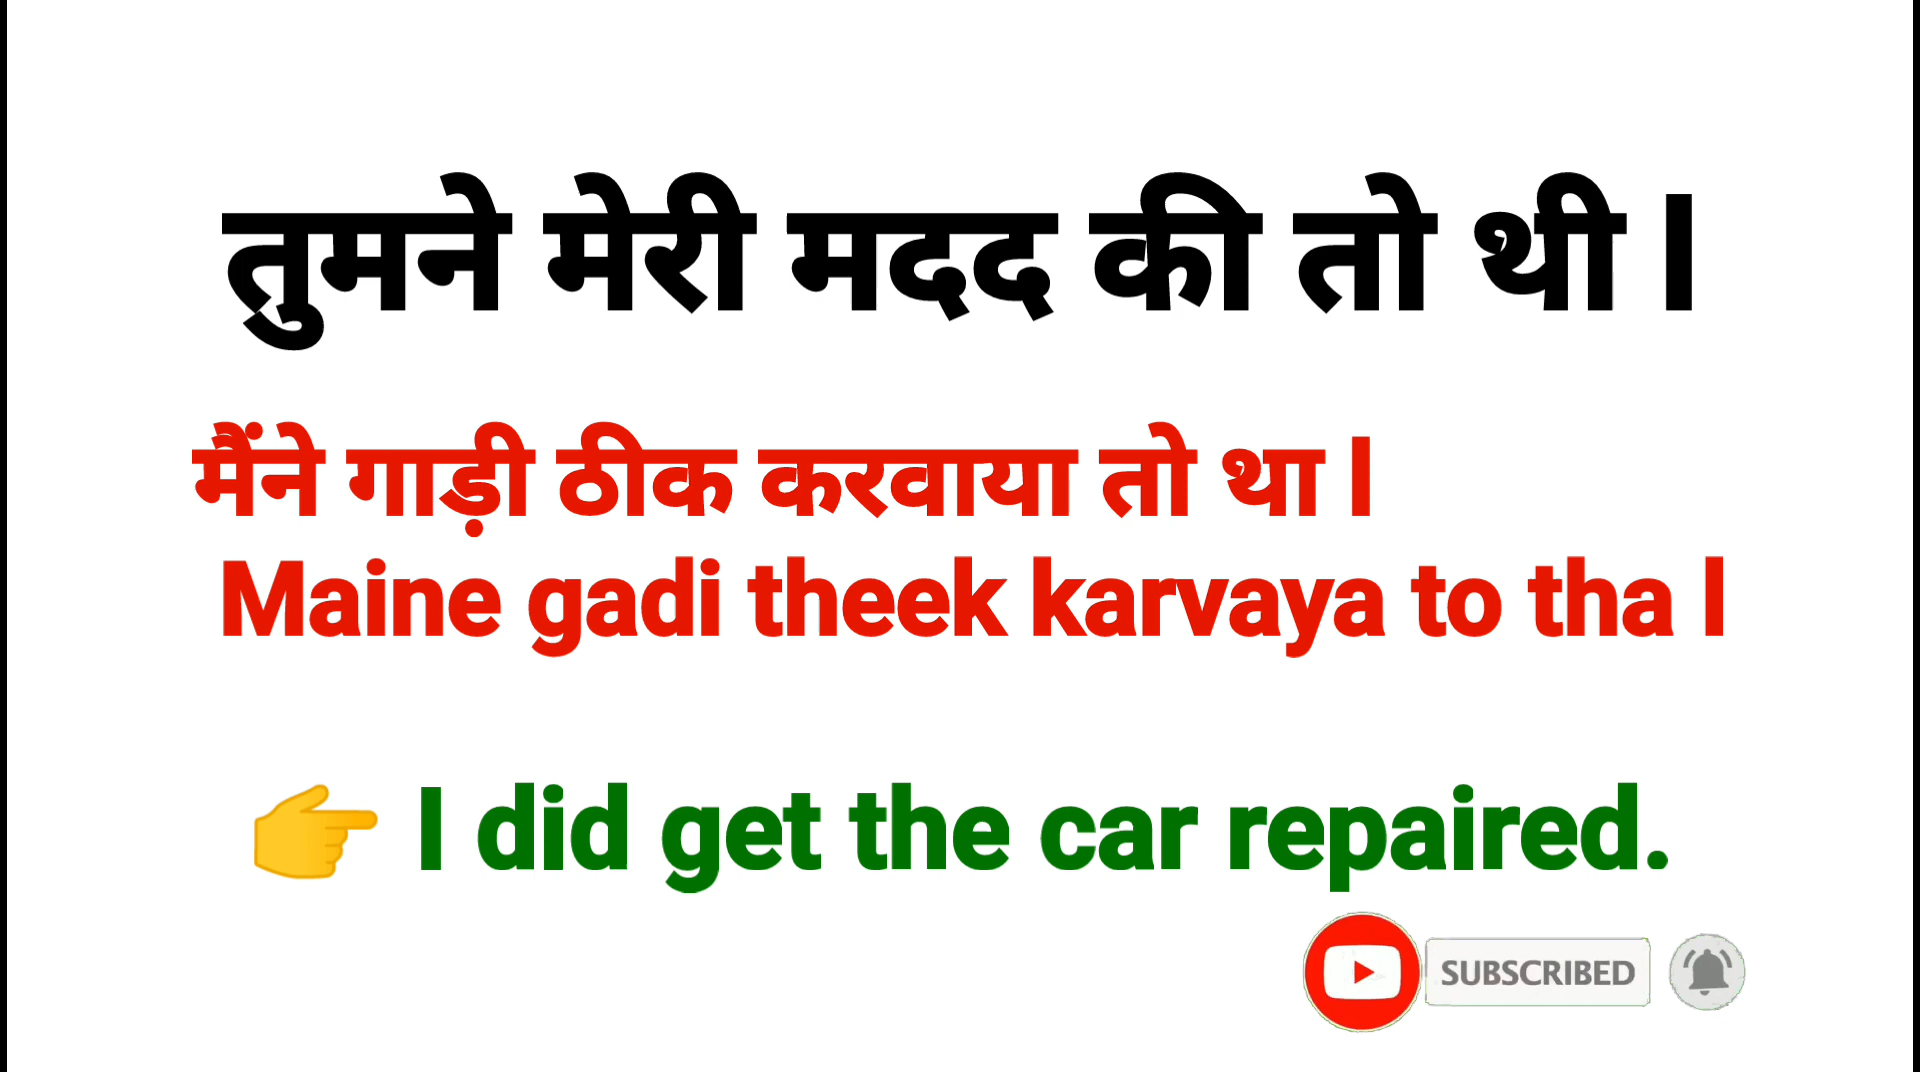 तुमने मेरी मदद की तो थी l
मैंने गाड़ी ठीक करवाया तो था l
Maine gadi theek karvaya to tha l
👉 I did get the car repaired.
SUBSCRIBED